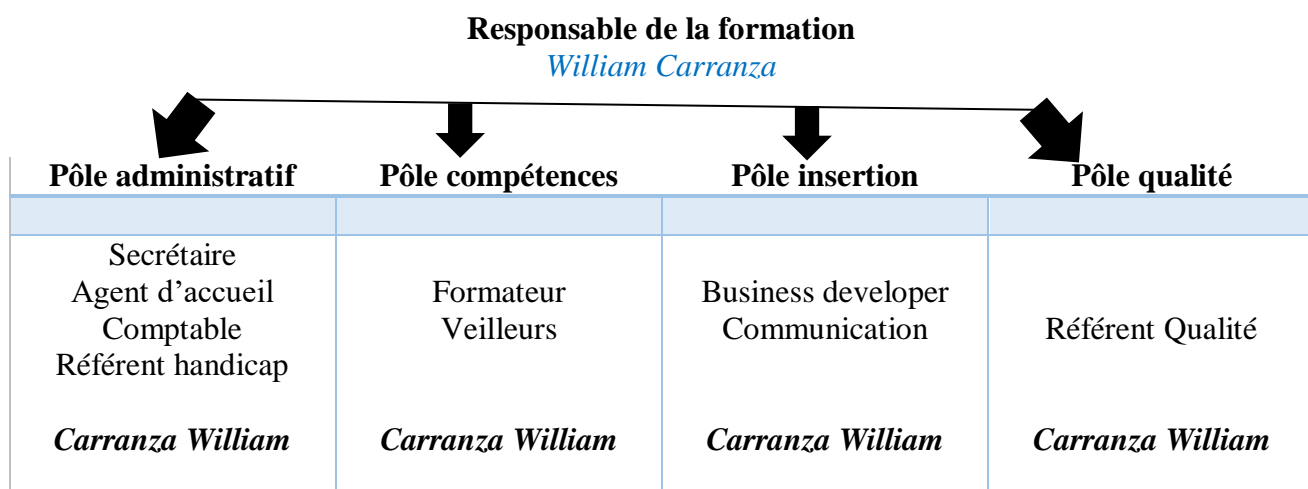 Responsable de la formation
William Carranza
Pôle administratif
Pôle compétences
Pôle insertion
Pôle qualité
Secrétaire
Agent d’accueil
Comptable
Référent handicap
Carranza William
Formateur
Veilleurs
Carranza William
Business developer
Communication
Carranza William
Référent Qualité
Carranza William